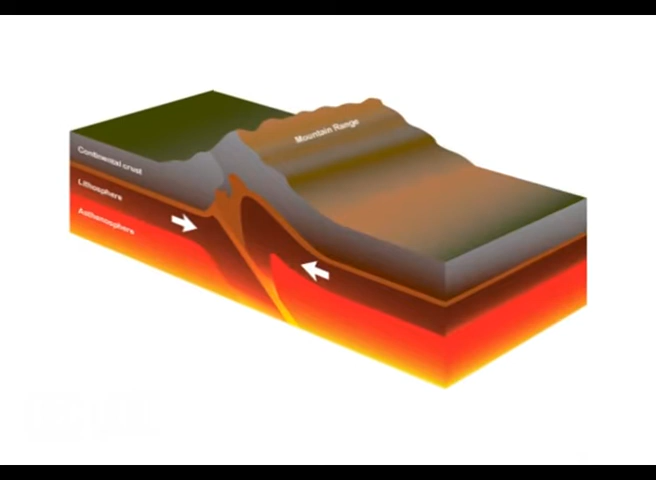 Mountain Range
Continental crust
Lithosphere
Asthenosphere